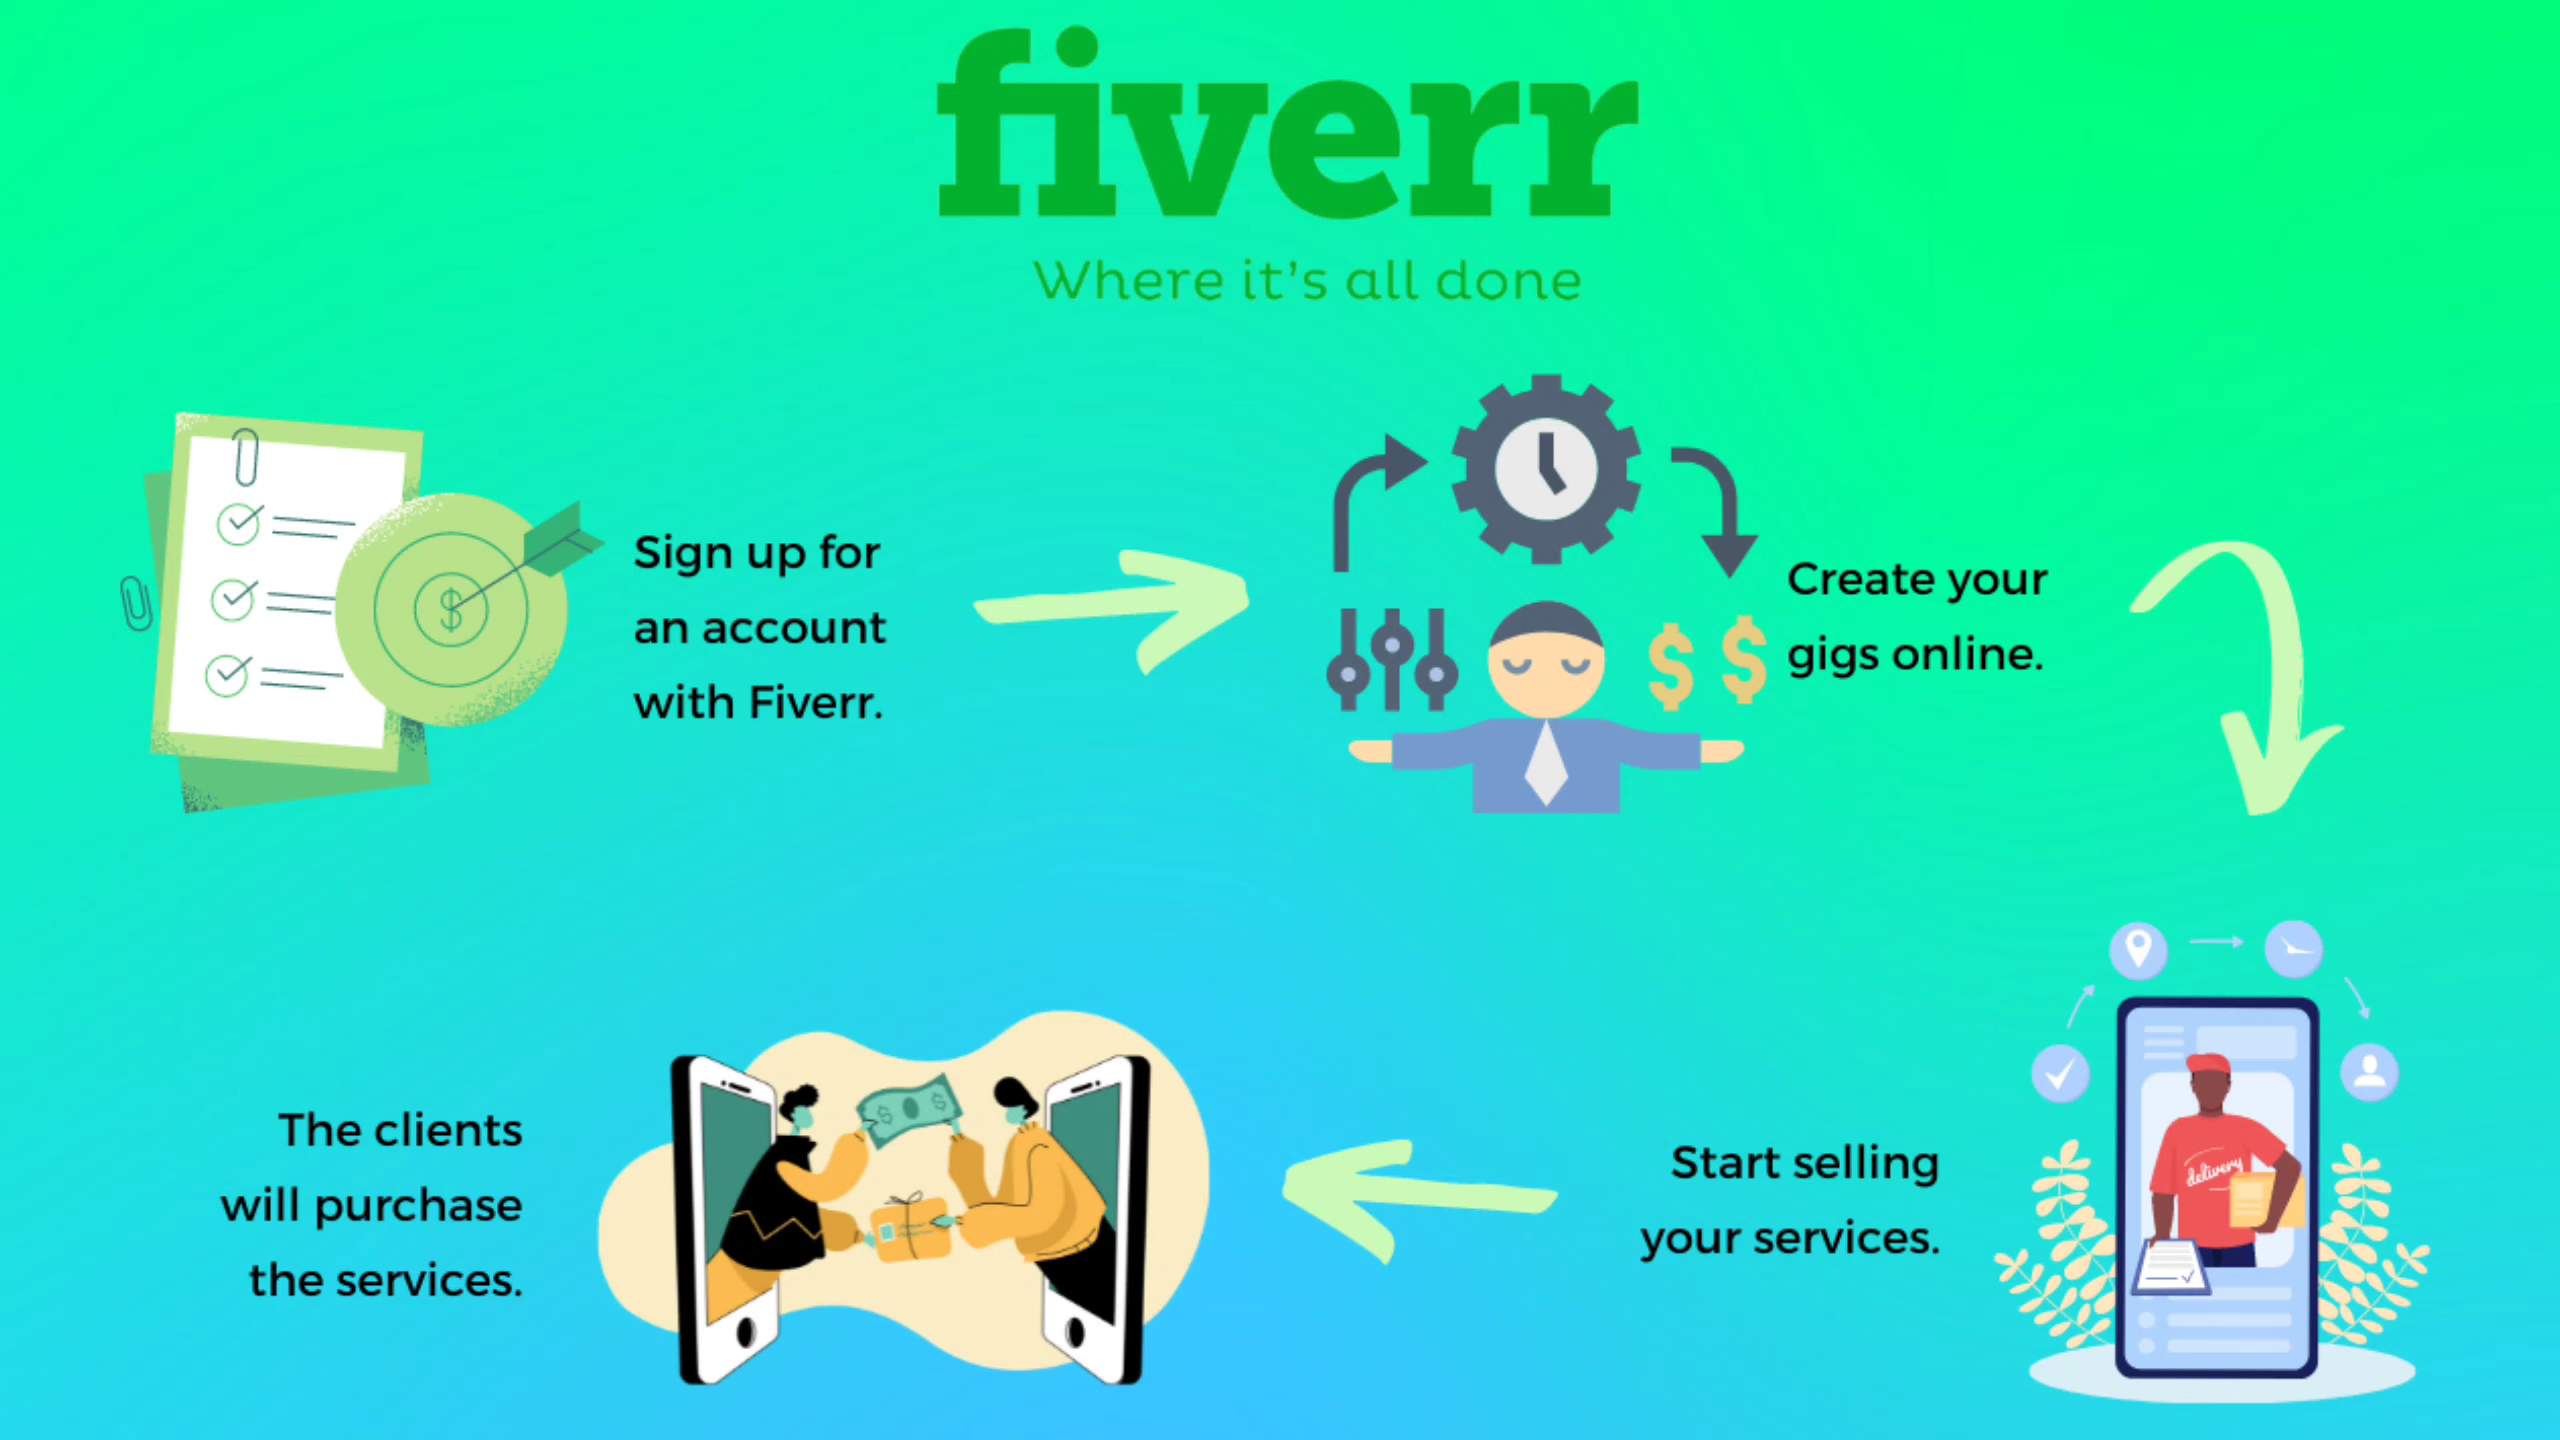 fiverr
Where it's all done
Sign up for
an account
with Fiverr.
Create your
gigs online.
Start selling
your services.
delivery
The clients
will purchase
the services.